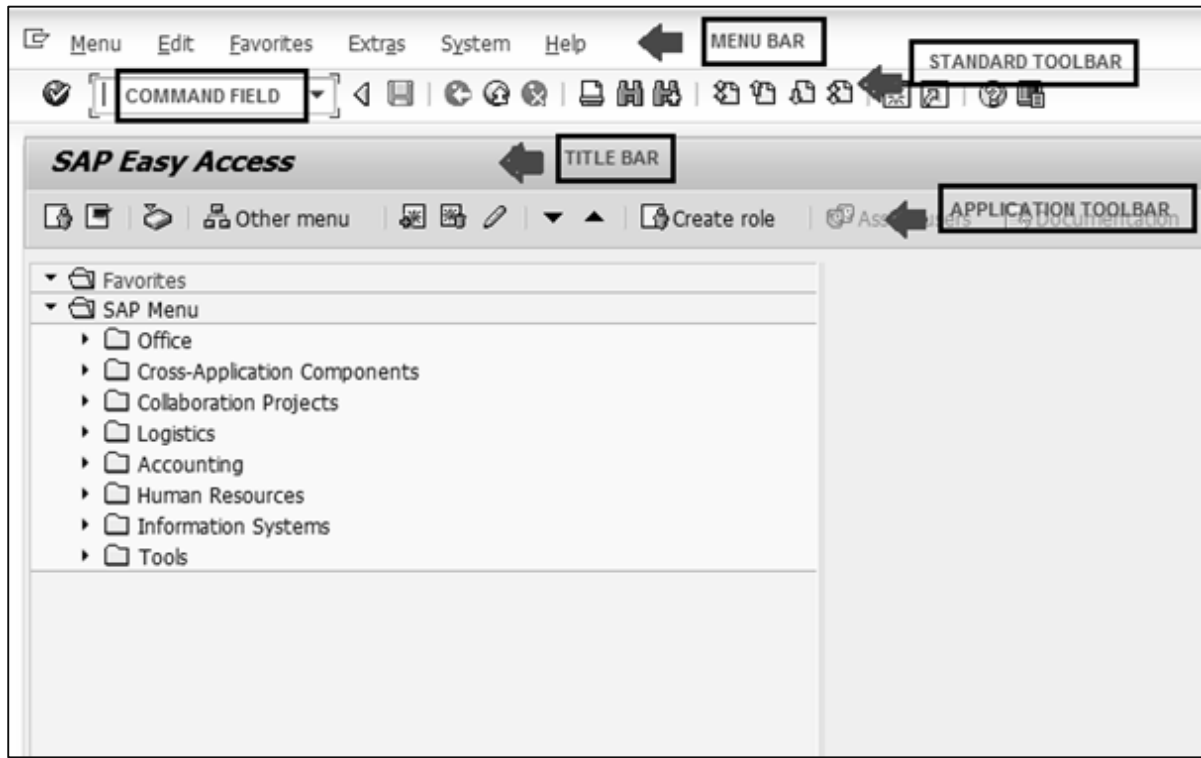 Menu Edit Favorites Extras System Help MENU BAR
STANDARD TOOLBAR
COMMAND FIELD
SAP Easy Access TITLE BAR
Other menu Create role APPLICATION TOOLBAR
Favorites
SAP Menu
Office
Cross-Application Components
Collaboration Projects
Logistics
Accounting
Human Resources
Information Systems
Tools